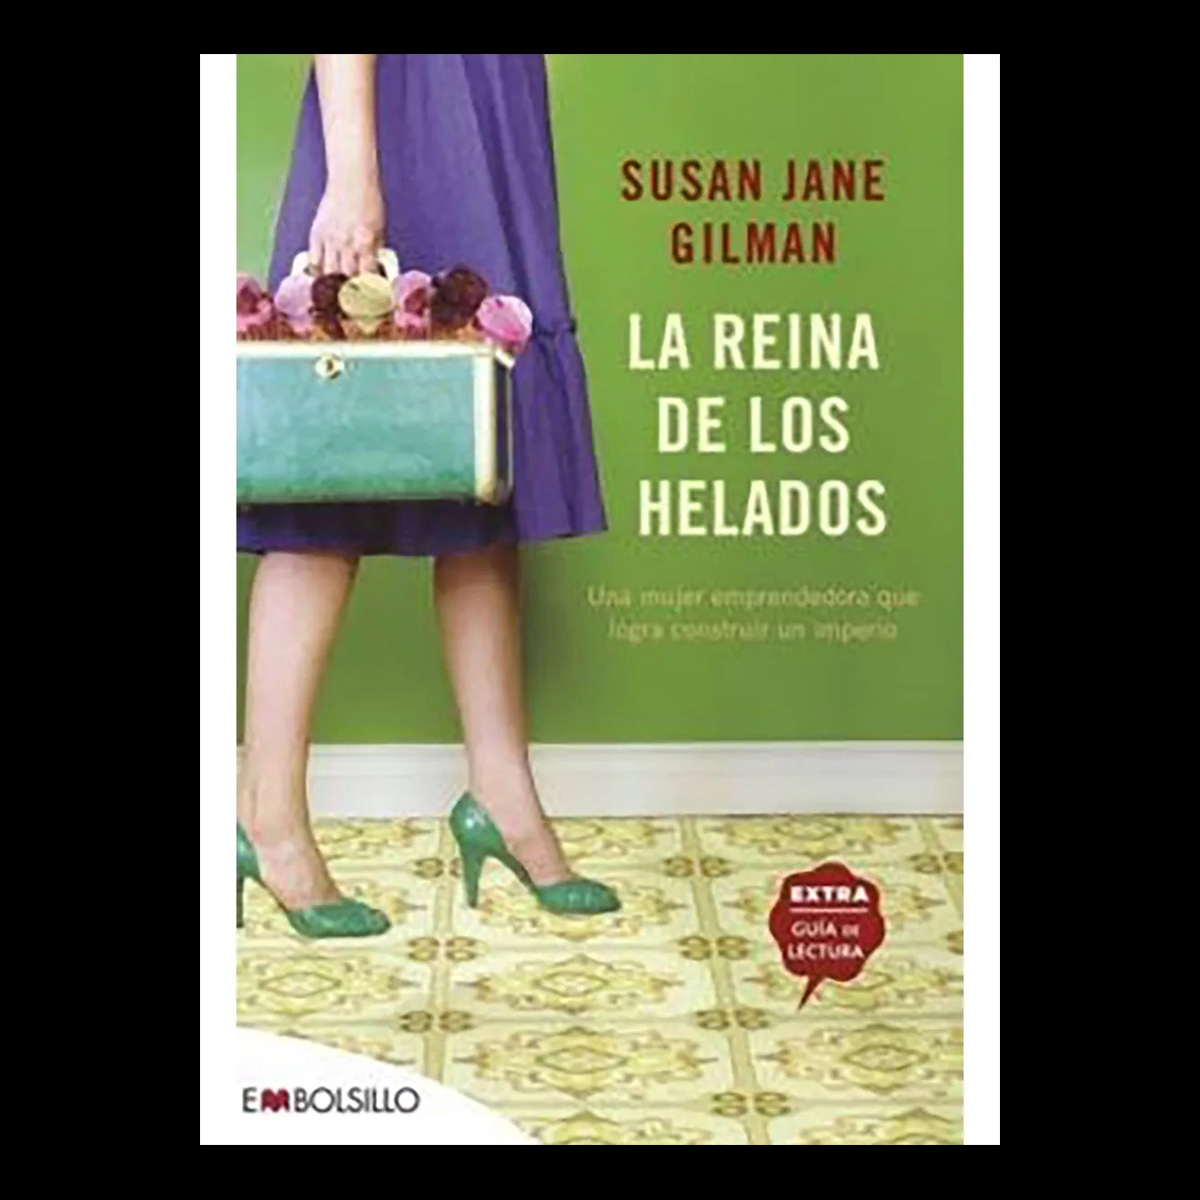 SUSAN JANE
GILMAN
LA REINA
DE LOS
HELADOS
Una mujer emprendedora que
logra construir un imperio
EXTRA
GUÍA DE
LECTURA
EMBOLSILLO